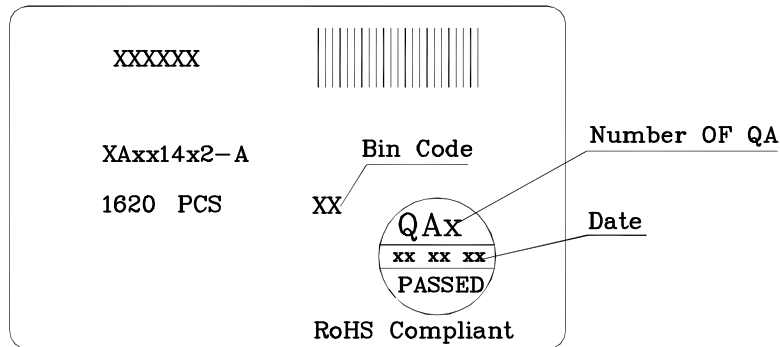 XXXXXX
XAxx14x2-A
Bin Code
Number OF QA
1620 PCS
XX
QAx
Date
xx xx xx
PASSED
RoHS Compliant